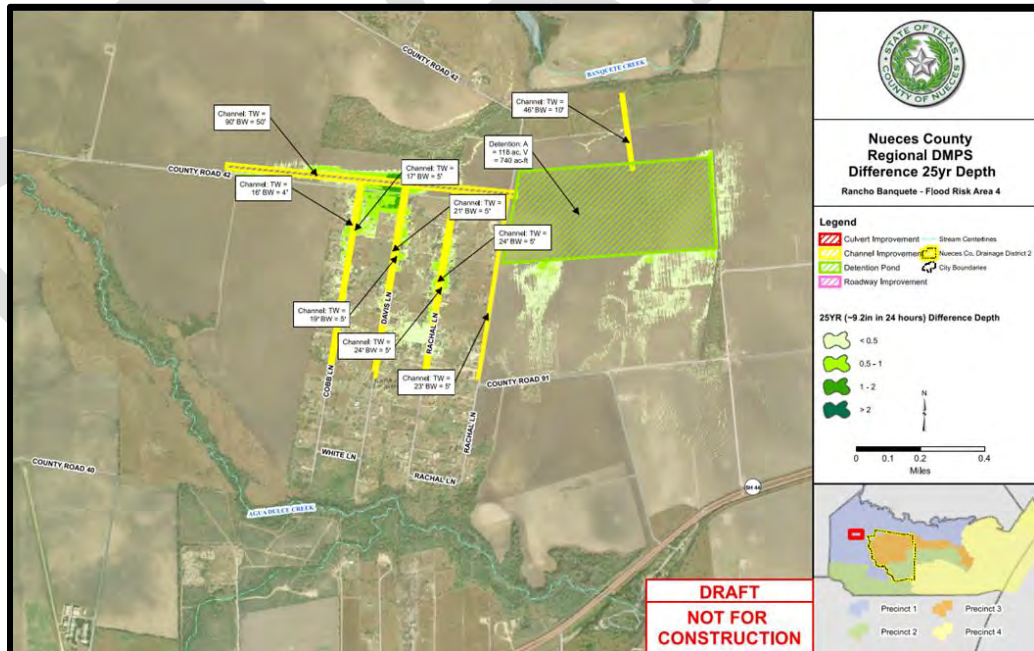 COUNTY ROAD 42
BANQUETE CREEK
Channel: TW =
90' BW = 50'
Channel: TW =
46' BW = 10'
Detention: A
= 118 ac, V
= 740 ac-ft
COUNTY ROAD 42
Channel: TW =
17' BW = 5'
Channel: TW =
16' BW = 4'
Channel: TW =
21' BW = 5'
Channel: TW =
24' BW = 5'
Channel: TW =
19' BW = 5'
Channel: TW =
24' BW = 5'
Channel: TW =
23' BW = 5'
COBB LN
DAVIS LN
RACHAL LN
COUNTY ROAD 91
RACHAL LN
WHITE LN
RACHAL LN
COUNTY ROAD 40
AGUA DULCE CREEK
SH 44
DRAFT
NOT FOR
CONSTRUCTION
STATE OF TEXAS
COUNTY OF NUECES
Nueces County
Regional DMPS
Difference 25yr Depth
Rancho Banquete - Flood Risk Area 4
Legend
Culvert Improvement
Channel Improvement
Detention Pond
Roadway Improvement
Stream Centerlines
Nueces Co. Drainage District 2
City Boundaries
25YR (~9.2in in 24 hours) Difference Depth
< 0.5
0.5 - 1
1 - 2
> 2
N
0 0.1 0.2 0.4
Miles
Precinct 1
Precinct 3
Precinct 2
Precinct 4